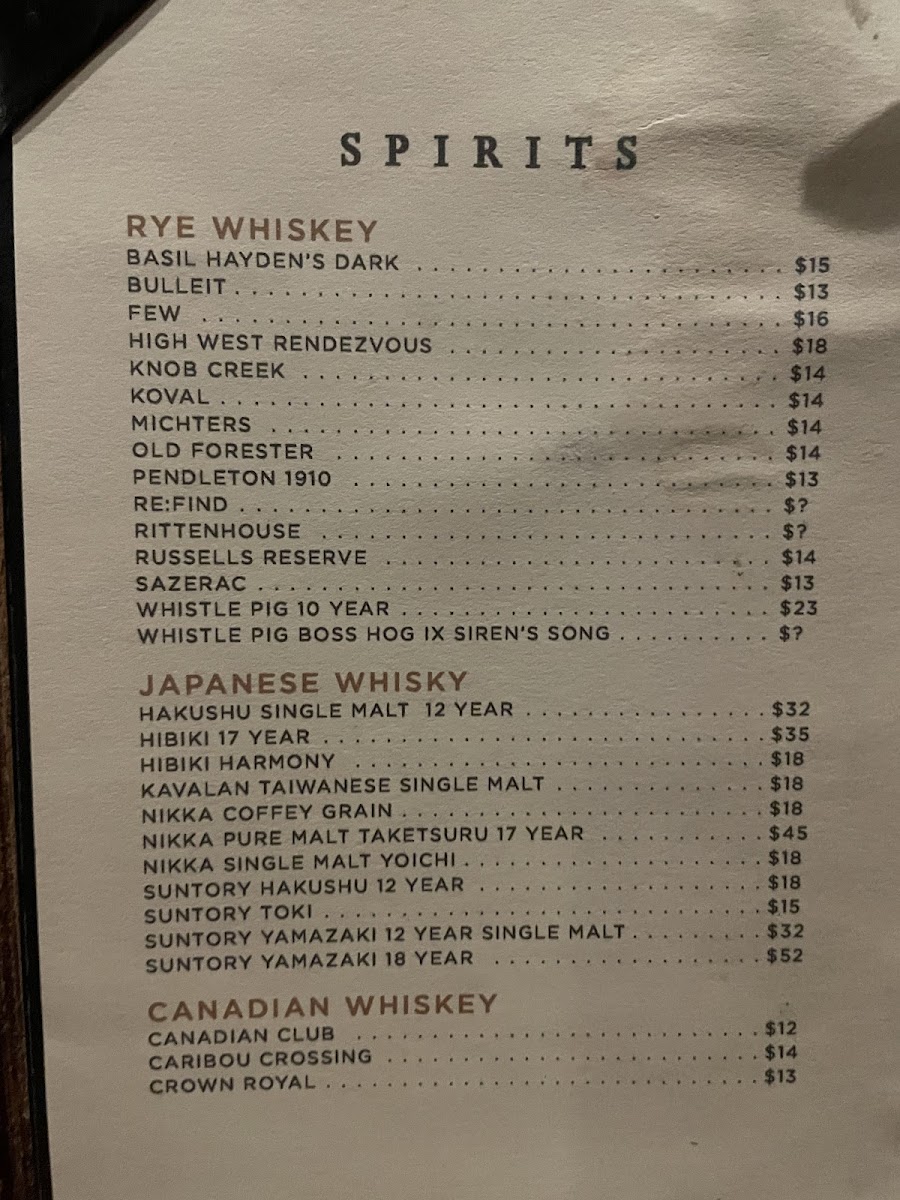 SPIRITS
RYE WHISKEY
BASIL HAYDEN'S DARK . . . . . . . . . . . . . . . . . . . . . . . . . . . . $15
BULLEIT . . . . . . . . . . . . . . . . . . . . . . . . . . . . . . . . . . . . . . . . $13
FEW . . . . . . . . . . . . . . . . . . . . . . . . . . . . . . . . . . . . . . . . . . . $16
HIGH WEST RENDEZVOUS . . . . . . . . . . . . . . . . . . . . . . . . . $18
KNOB CREEK . . . . . . . . . . . . . . . . . . . . . . . . . . . . . . . . . . . $14
KOVAL . . . . . . . . . . . . . . . . . . . . . . . . . . . . . . . . . . . . . . . . . $14
MICHTERS . . . . . . . . . . . . . . . . . . . . . . . . . . . . . . . . . . . . . $14
OLD FORESTER . . . . . . . . . . . . . . . . . . . . . . . . . . . . . . . . . $14
PENDLETON 1910 . . . . . . . . . . . . . . . . . . . . . . . . . . . . . . . . $13
RE:FIND . . . . . . . . . . . . . . . . . . . . . . . . . . . . . . . . . . . . . . . . $?
RITTENHOUSE . . . . . . . . . . . . . . . . . . . . . . . . . . . . . . . . . . $?
RUSSELLS RESERVE . . . . . . . . . . . . . . . . . . . . . . . . . . . . . $14
SAZERAC . . . . . . . . . . . . . . . . . . . . . . . . . . . . . . . . . . . . . . $13
WHISTLE PIG 10 YEAR . . . . . . . . . . . . . . . . . . . . . . . . . . . . $23
WHISTLE PIG BOSS HOG IX SIREN'S SONG . . . . . . . . . . . $?
JAPANESE WHISKY
HAKUSHU SINGLE MALT 12 YEAR . . . . . . . . . . . . . . . . . . $32
HIBIKI 17 YEAR . . . . . . . . . . . . . . . . . . . . . . . . . . . . . . . . . $35
HIBIKI HARMONY . . . . . . . . . . . . . . . . . . . . . . . . . . . . . . . $18
KAVALAN TAIWANESE SINGLE MALT . . . . . . . . . . . . . . . . $18
NIKKA COFFEY GRAIN . . . . . . . . . . . . . . . . . . . . . . . . . . . $18
NIKKA PURE MALT TAKETSURU 17 YEAR . . . . . . . . . . . . $45
NIKKA SINGLE MALT YOICHI . . . . . . . . . . . . . . . . . . . . . . . $18
SUNTORY HAKUSHU 12 YEAR . . . . . . . . . . . . . . . . . . . . . . $18
SUNTORY TOKI . . . . . . . . . . . . . . . . . . . . . . . . . . . . . . . . . $15
SUNTORY YAMAZAKI 12 YEAR SINGLE MALT . . . . . . . . . . $32
SUNTORY YAMAZAKI 18 YEAR . . . . . . . . . . . . . . . . . . . . . $52
CANADIAN WHISKEY
CANADIAN CLUB . . . . . . . . . . . . . . . . . . . . . . . . . . . . . . . $12
CARIBOU CROSSING . . . . . . . . . . . . . . . . . . . . . . . . . . . . $14
CROWN ROYAL . . . . . . . . . . . . . . . . . . . . . . . . . . . . . . . . . $13